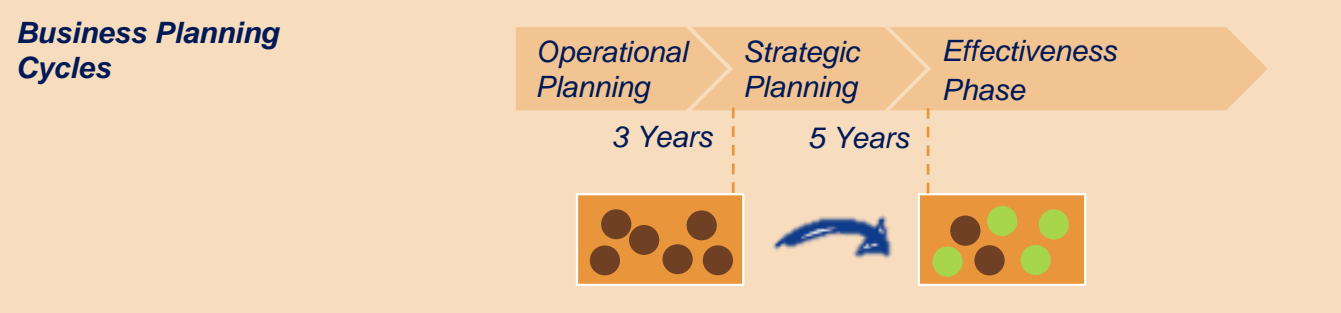 Business Planning
Cycles
Operational
Planning
Strategic
Planning
Effectiveness
Phase
3 Years
5 Years